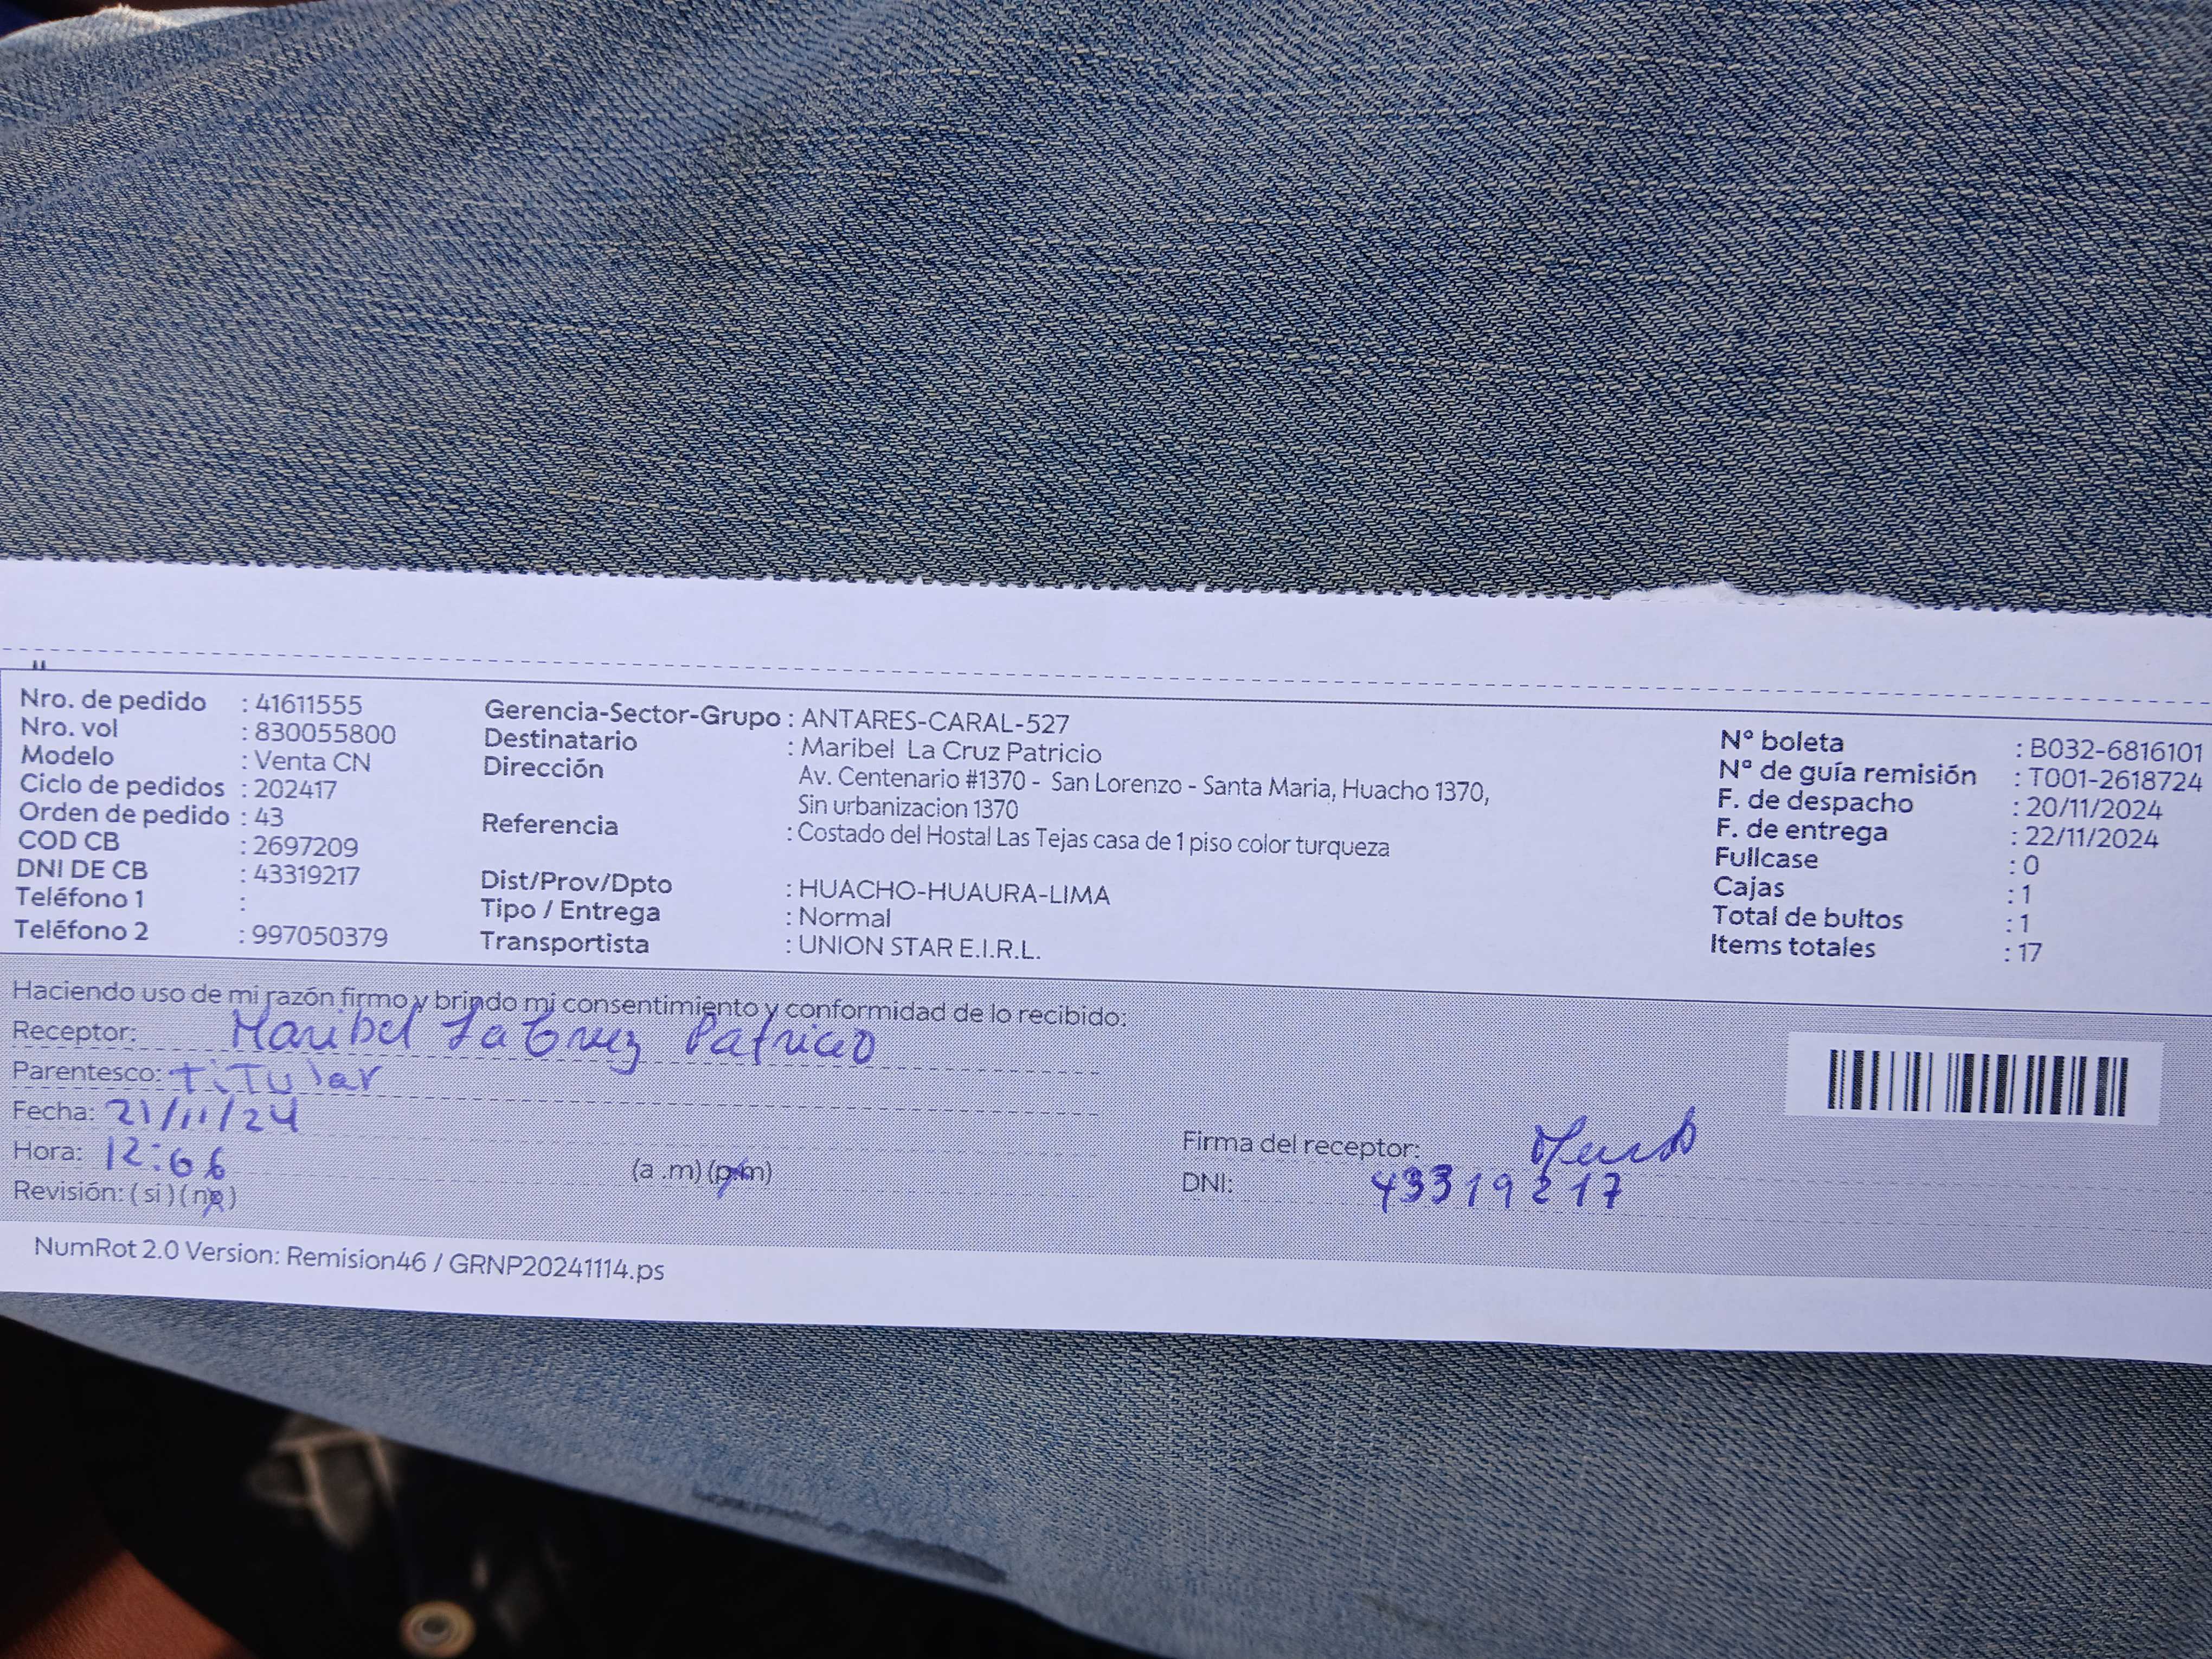 Nro. de pedido : 41611555
Nro. vol : 830055800
Modelo : Venta CN
Ciclo de pedidos : 202417
Orden de pedido : 43
COD CB : 2697209
DNI DE CB : 43319217
Teléfono 1 :
Teléfono 2 : 997050379
Gerencia-Sector-Grupo : ANTARES-CARAL-527
Destinatario : Maribel La Cruz Patricio
Dirección Av. Centenario #1370 - San Lorenzo - Santa Maria, Huacho 1370,
Sin urbanizacion 1370
Referencia : Costado del Hostal Las Tejas casa de 1 piso color turqueza
Dist/Prov/Dpto : HUACHO-HUAURA-LIMA
Tipo / Entrega : Normal
Transportista : UNION STAR E.I.R.L.
N° boleta : B032-6816101
N° de guía remisión : T001-2618724
F. de despacho : 20/11/2024
F. de entrega : 22/11/2024
Fullcase : 0
Cajas : 1
Total de bultos : 1
Items totales : 17
Haciendo uso de mi razón firmo y brindo mi consentimiento y conformidad de lo recibido:
Receptor: Maribel La Cruz Patricio
Parentesco: titular
Fecha: 21/11/24
Hora: 12:06 (a .m) (p.m)
Revisión: ( si ) ( no )
Firma del receptor:
DNI: 43319217
NumRot 2.0 Version: Remision46 / GRNP20241114.ps